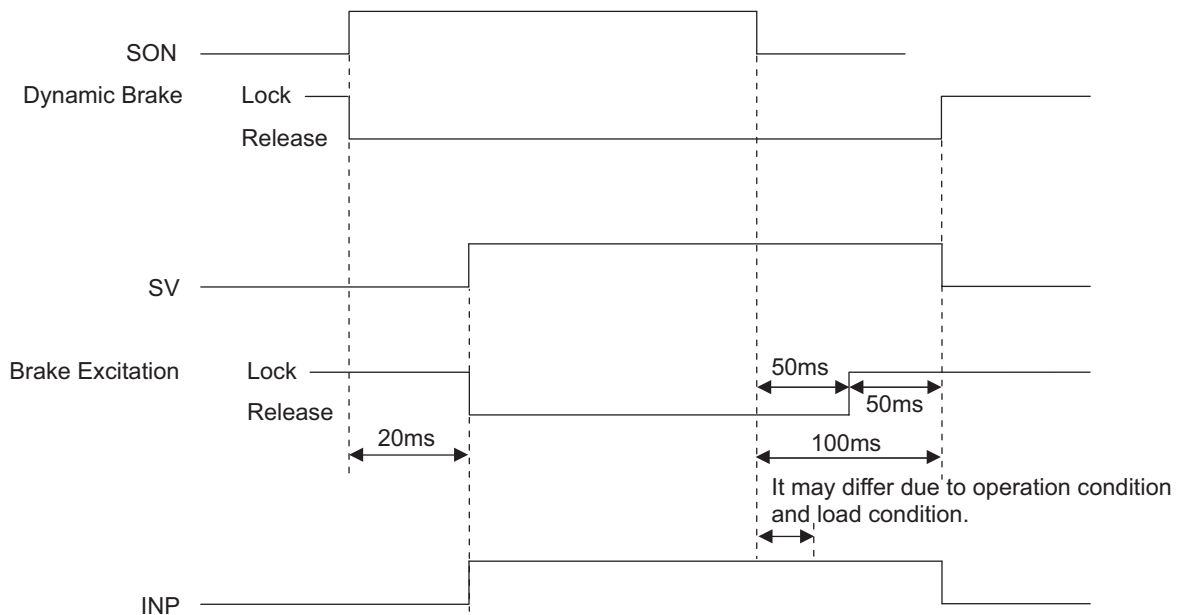 SON
Dynamic Brake Lock
Release
SV
Brake Excitation Lock
Release
50ms
50ms
20ms
100ms
It may differ due to operation condition
and load condition.
INP